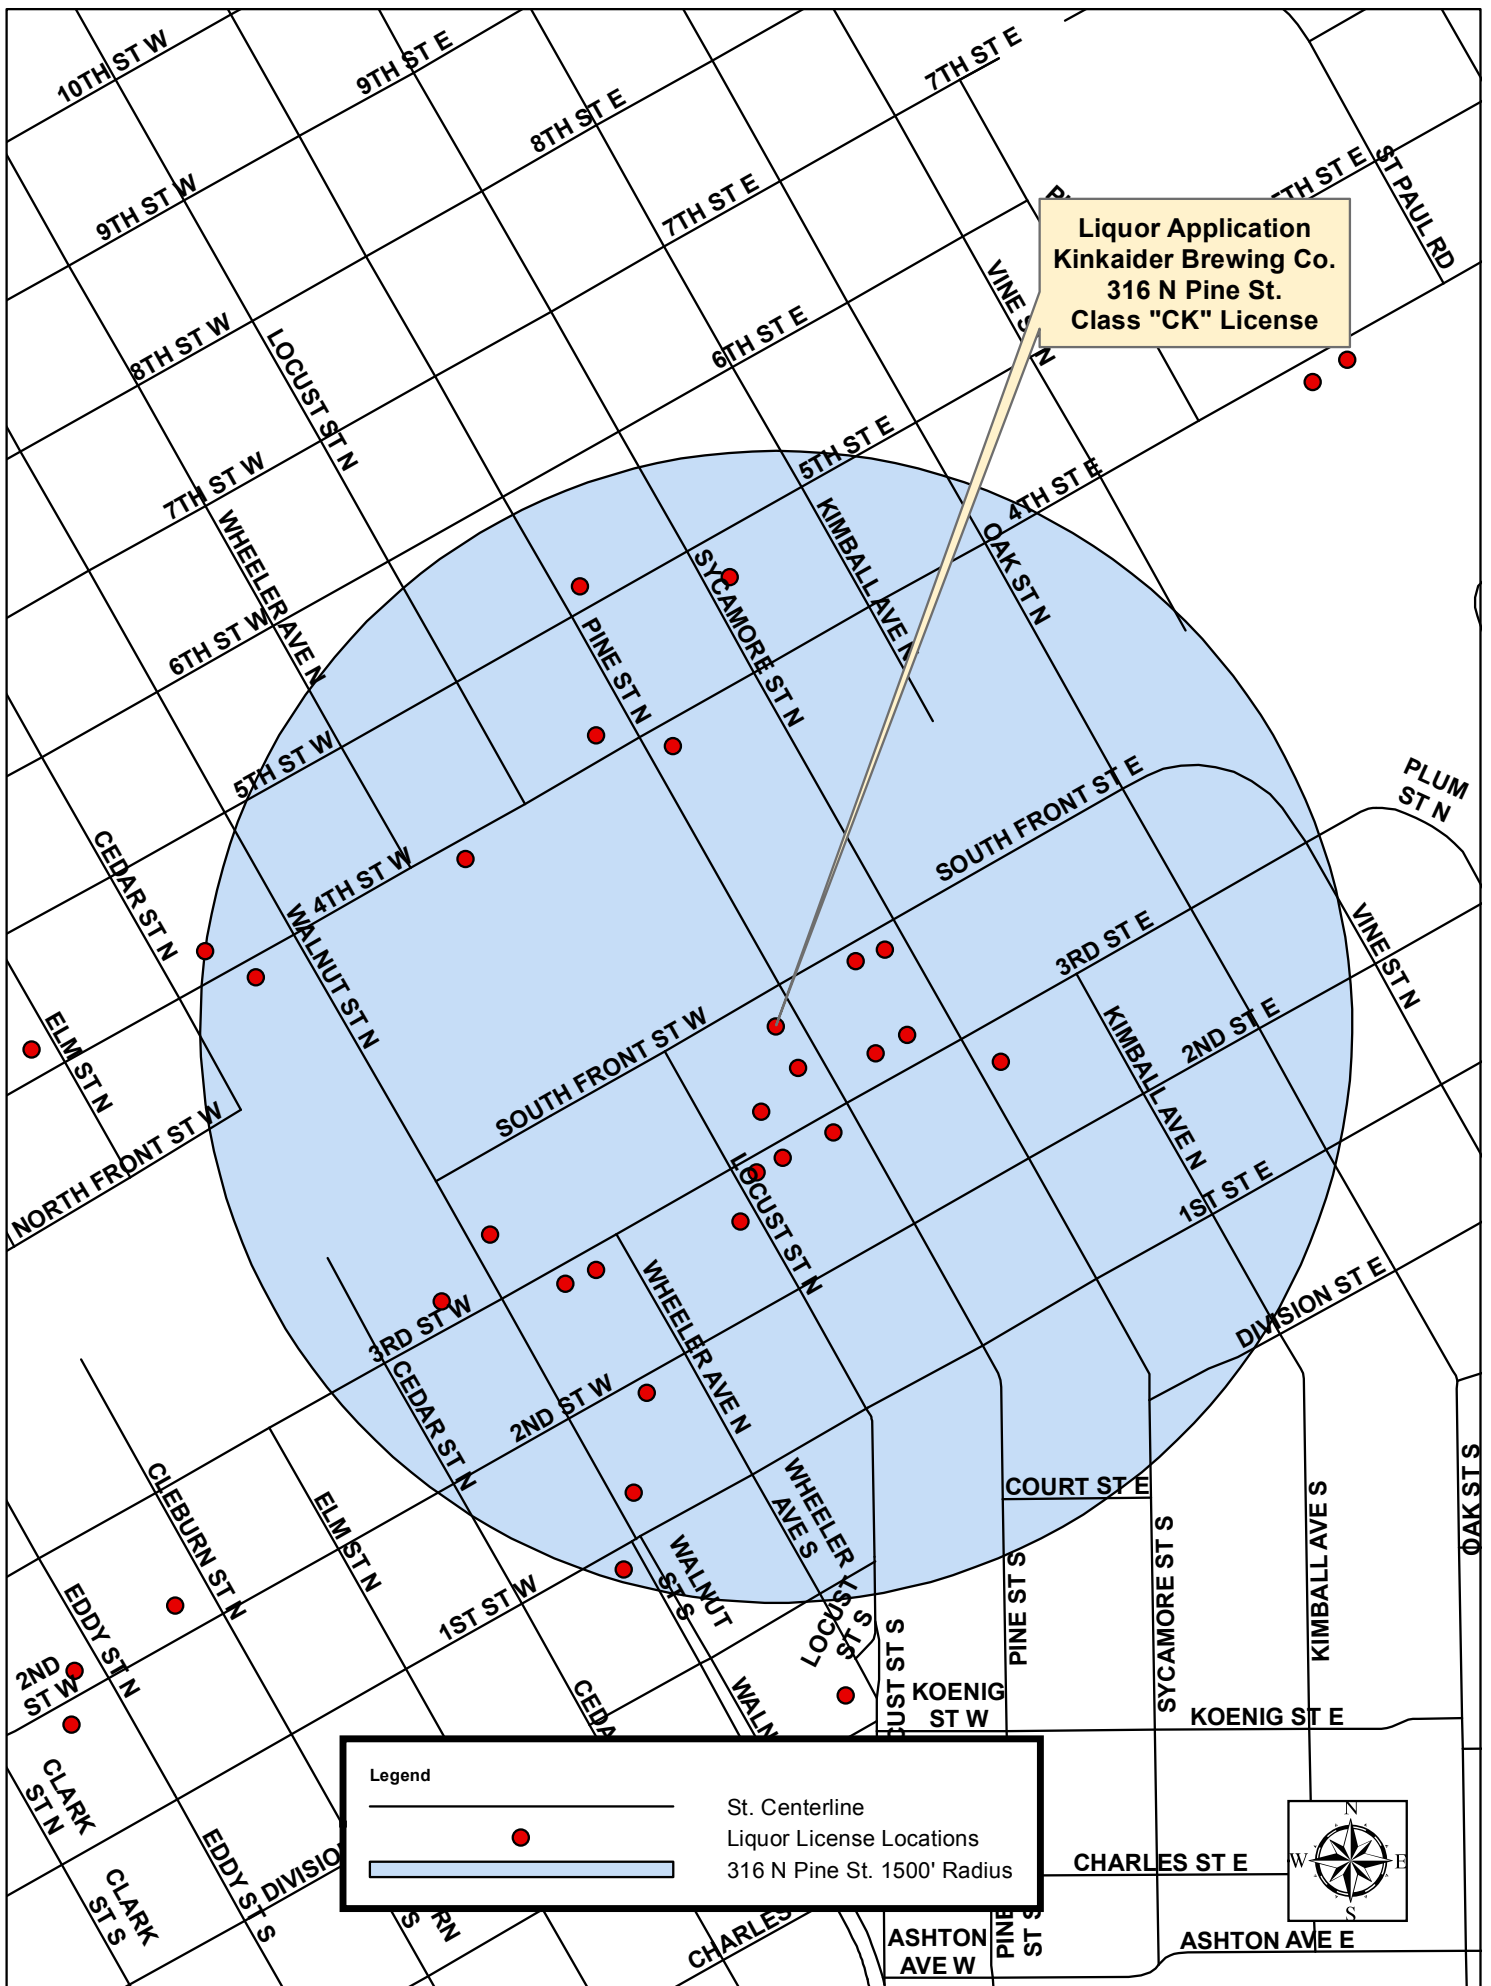 10TH ST W
9TH ST E
7TH ST E
8TH ST E
9TH ST W
7TH ST E
ST PAUL RD
Liquor Application
Kinkaider Brewing Co.
316 N Pine St.
Class "CK" License
8TH ST W
LOCUST ST N
6TH ST E
7TH ST W
5TH ST E
4TH ST E
WHEELER AVE N
KIMBALL AVE N
OAK ST N
SYCAMORE ST N
6TH ST W
PINE ST N
5TH ST W
SOUTH FRONT ST E
PLUM
ST N
CEDAR ST N
4TH ST W
WALNUT ST N
3RD ST E
VINE ST N
ELM ST N
SOUTH FRONT ST W
KIMBALL AVE N
2ND ST E
NORTH FRONT ST W
LOCUST ST N
1ST ST E
WHEELER AVE N
DIVISION ST E
3RD ST W
CEDAR ST N
2ND ST W
CLEBURN ST N
ELM ST N
WHEELER
AVE S
COURT ST E
OAK ST S
KIMBALL AVE S
SYCAMORE ST S
PINE ST S
WALNUT
ST S
1ST ST W
EDDY ST N
LOCUST
ST S
2ND
ST W
KOENIG
ST W
KOENIG ST E
CLARK
ST N
EDDY ST S
CLARK
ST S
Legend
St. Centerline
Liquor License Locations
316 N Pine St. 1500' Radius
CHARLES ST E
N
W E
S
ASHTON
AVE W
PINE
ST S
ASHTON AVE E
CHARLES